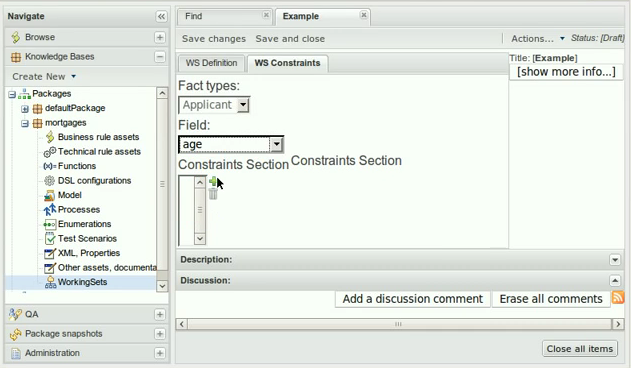 Navigate
Browse
Knowledge Bases
Create New
Packages
defaultPackage
mortgages
Business rule assets
Technical rule assets
(x)= Functions
DSL configurations
Model
Processes
Enumerations
Test Scenarios
XML, Properties
Other assets, documenta
WorkingSets
QA
Package snapshots
Administration
Find
Example
Save changes
Save and close
Actions...
Status: [Draft]
WS Definition
WS Constraints
Title: [Example]
[show more info...]
Fact types:
Applicant
Field:
age
Constraints Section
Constraints Section
Description:
Discussion:
Add a discussion comment
Erase all comments
Close all items